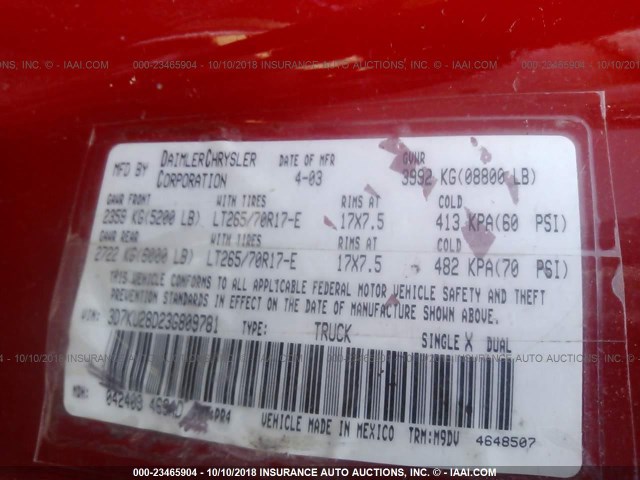 000-23465904 - 10/10/2018 INSURANCE AUTO AUCTIONS, INC. © - IAAI.COM
MFD BY DAIMLERCHRYSLER CORPORATION DATE OF MFR 4-03 GVWR 3992 KG(08800 LB)
GAWR FRONT WITH TIRES RIMS AT COLD
2359 KG(5200 LB) LT265/70R17-E 17X7.5 413 KPA(60 PSI)
GAWR REAR WITH TIRES RIMS AT COLD
2722 KG(6000 LB) LT265/70R17-E 17X7.5 482 KPA(70 PSI)
THIS VEHICLE CONFORMS TO ALL APPLICABLE FEDERAL MOTOR VEHICLE SAFETY AND THEFT
PREVENTION STANDARDS IN EFFECT ON THE DATE OF MANUFACTURE SHOWN ABOVE.
VIN: 3D7KU28D23G809781 TYPE: TRUCK SINGLE X DUAL
MDH: 042409 PR4 VEHICLE MADE IN MEXICO TRM:M9DV 4648507
000-23465904 - 10/10/2018 INSURANCE AUTO AUCTIONS, INC. © - IAAI.COM